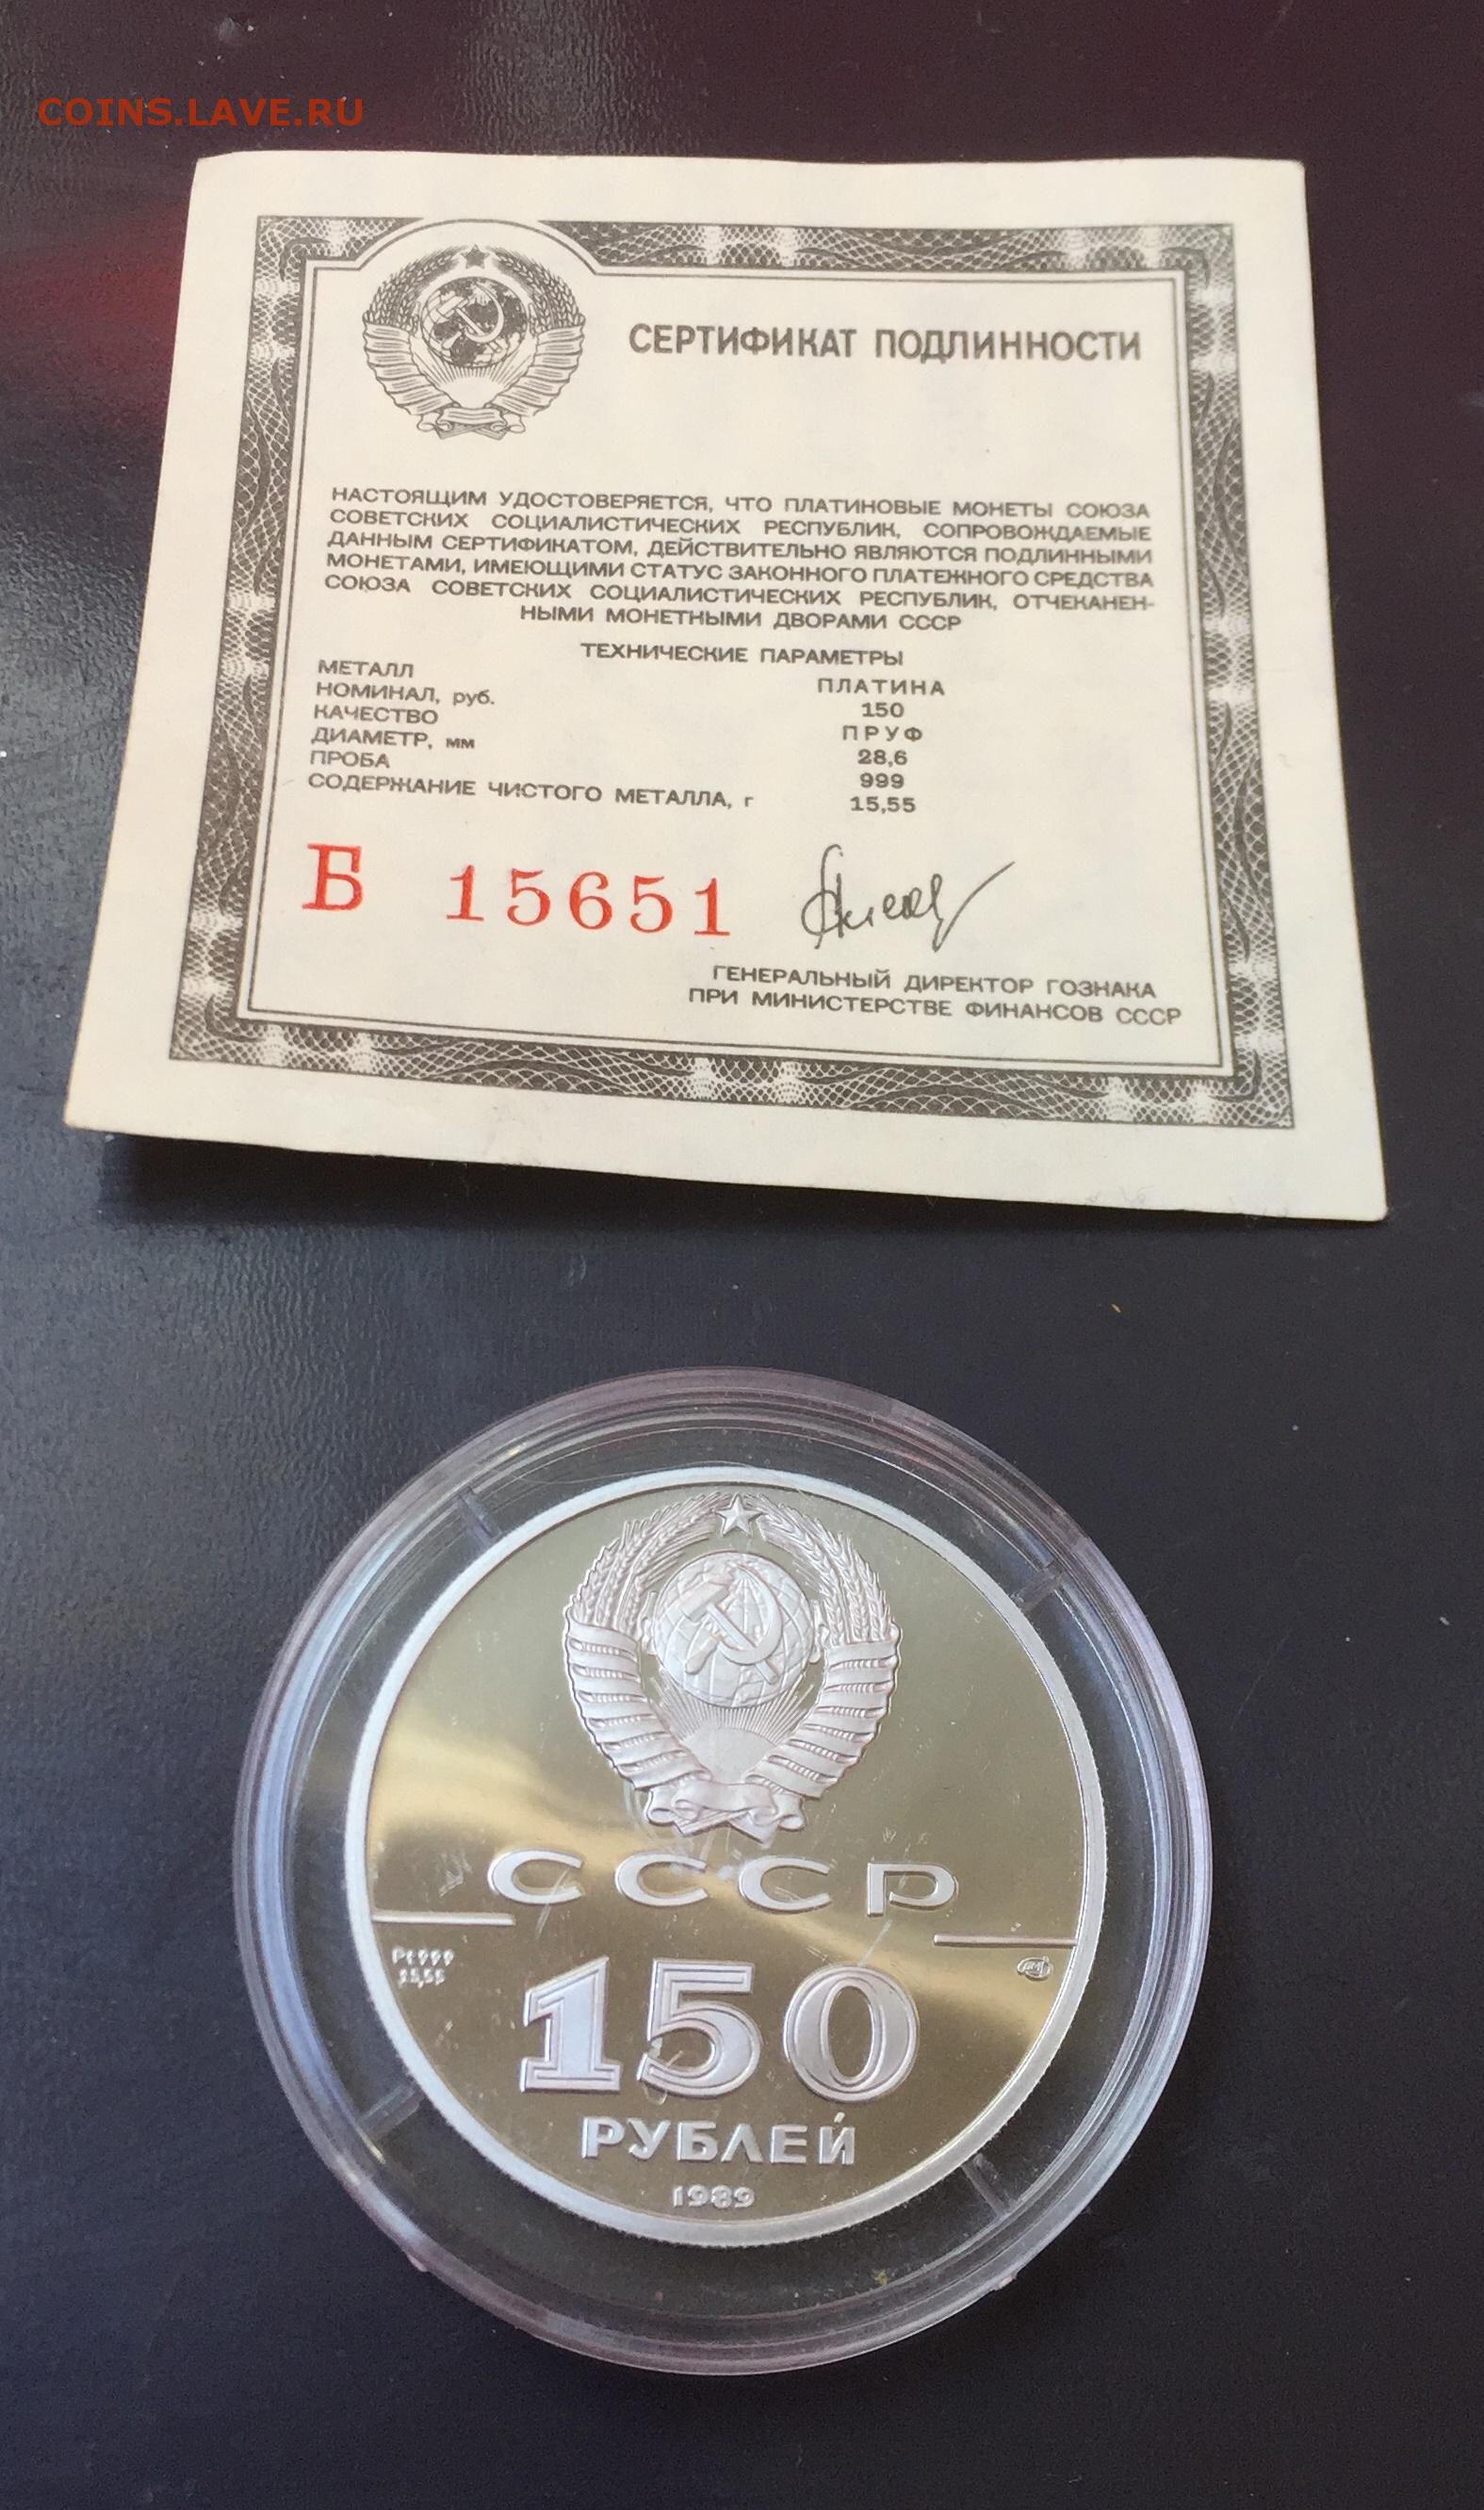 COINS.LAVE.RU
СЕРТИФИКАТ ПОДЛИННОСТИ
НАСТОЯЩИМ УДОСТОВЕРЯЕТСЯ, ЧТО ПЛАТИНОВЫЕ МОНЕТЫ СОЮЗА
СОВЕТСКИХ СОЦИАЛИСТИЧЕСКИХ РЕСПУБЛИК, СОПРОВОЖДАЕМЫЕ
ДАННЫМ СЕРТИФИКАТОМ, ДЕЙСТВИТЕЛЬНО ЯВЛЯЮТСЯ ПОДЛИННЫМИ
МОНЕТАМИ, ИМЕЮЩИМИ СТАТУС ЗАКОННОГО ПЛАТЕЖНОГО СРЕДСТВА
СОЮЗА СОВЕТСКИХ СОЦИАЛИСТИЧЕСКИХ РЕСПУБЛИК, ОТЧЕКАНЕН-
НЫМИ МОНЕТНЫМИ ДВОРАМИ СССР
ТЕХНИЧЕСКИЕ ПАРАМЕТРЫ
МЕТАЛЛ ПЛАТИНА
НОМИНАЛ, руб. 150
КАЧЕСТВО ПРУФ
ДИАМЕТР, мм 28,6
ПРОБА 999
СОДЕРЖАНИЕ ЧИСТОГО МЕТАЛЛА, г 15,55
Б 15651
ГЕНЕРАЛЬНЫЙ ДИРЕКТОР ГОЗНАКА
ПРИ МИНИСТЕРСТВЕ ФИНАНСОВ СССР
СССР
Pt 999
15,55
150
РУБЛЕЙ
1989